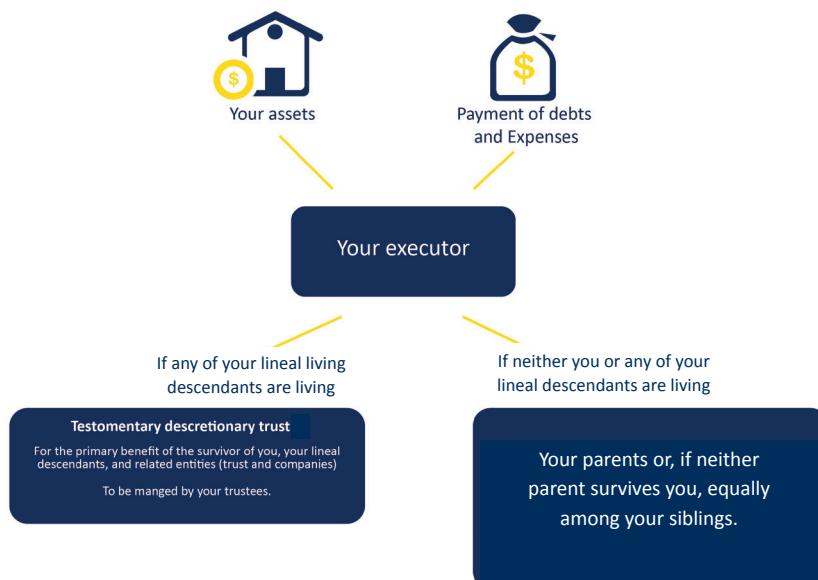 $
$
Your assets
Payment of debts
and Expenses
Your executor
If any of your lineal living
descendants are living
If neither you or any of your
lineal descendants are living
Testomentary descretionary trust
For the primary benefit of the survivor of you, your lineal
descendants, and related entities (trust and companies)
To be manged by your trustees.
Your parents or, if neither
parent survives you, equally
among your siblings.